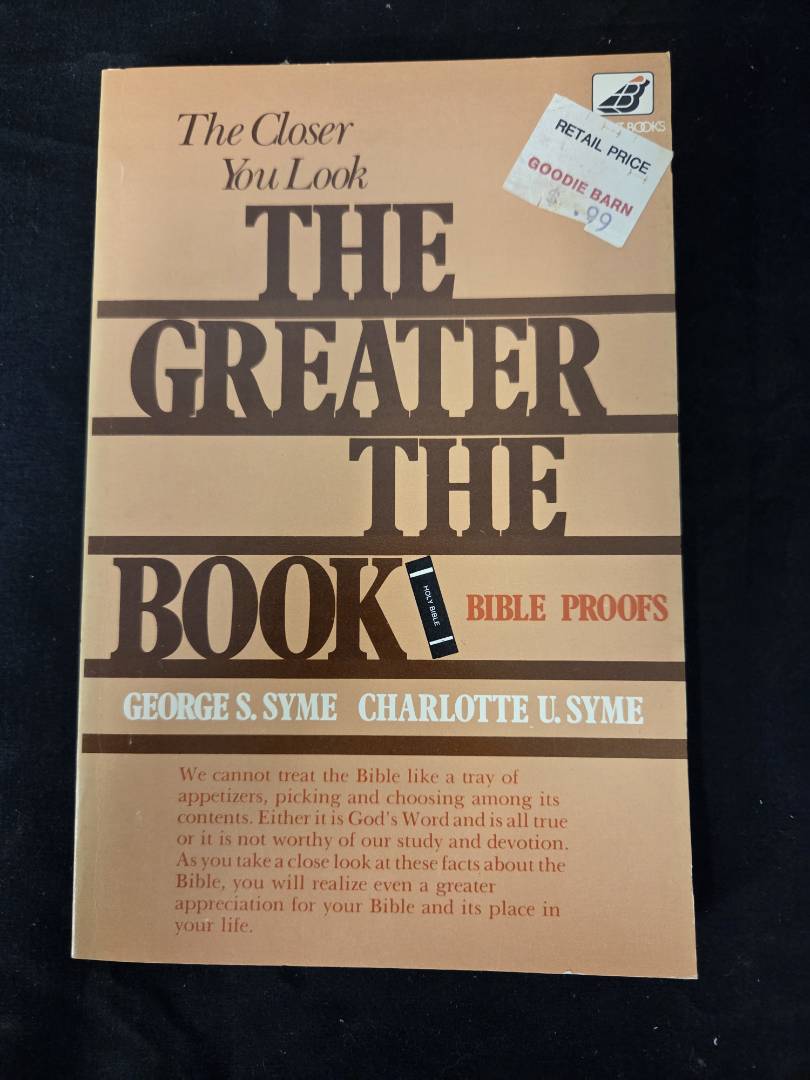 The Closer
You Look
THE
GREATER
THE
BOOK
HOLY BIBLE
BIBLE PROOFS
GEORGE S. SYME CHARLOTTE U. SYME
We cannot treat the Bible like a tray of
appetizers, picking and choosing among its
contents. Either it is God's Word and is all true
or it is not worthy of our study and devotion.
As you take a close look at these facts about the
Bible, you will realize even a greater
appreciation for your Bible and its place in
your life.
B
BOOKS
RETAIL PRICE
GOODIE BARN
$ .99